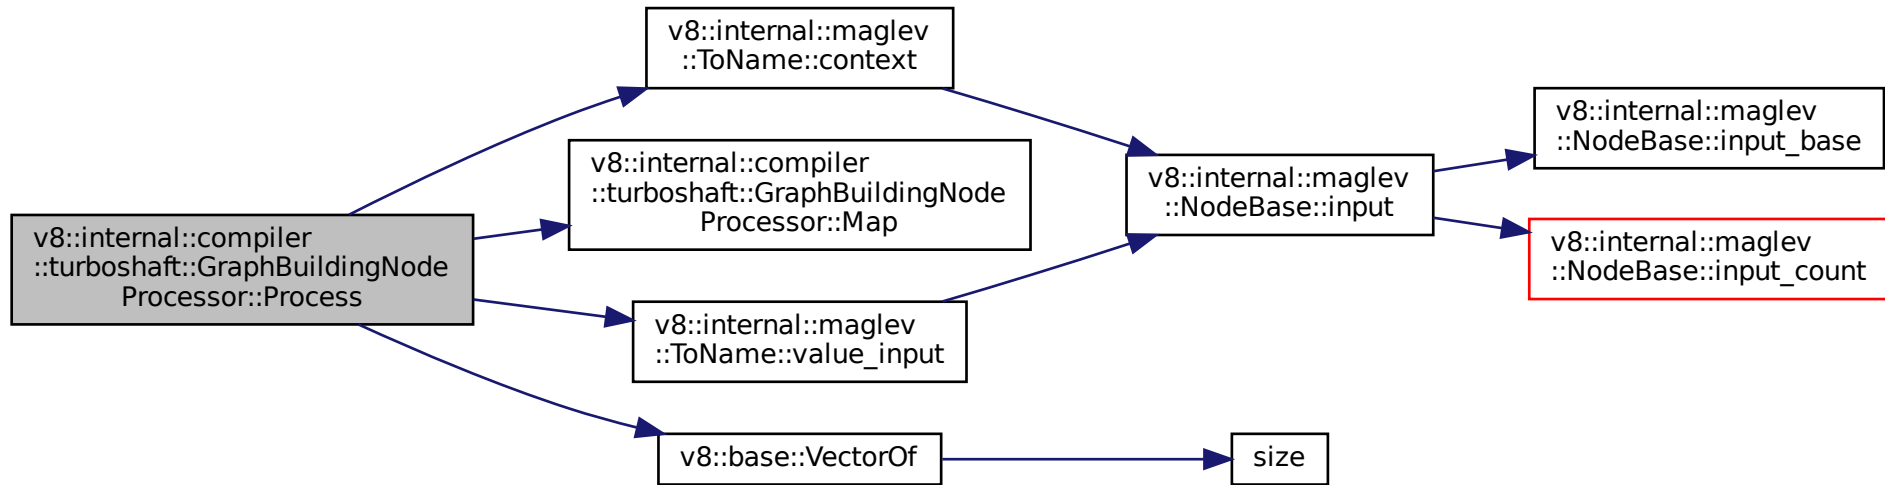 v8::internal::maglev
::ToName::context
v8::internal::maglev
::NodeBase::input_base
v8::internal::compiler
::turboshaft::GraphBuildingNode
Processor::Map
v8::internal::maglev
::NodeBase::input
v8::internal::compiler
::turboshaft::GraphBuildingNode
Processor::Process
v8::internal::maglev
::NodeBase::input_count
v8::internal::maglev
::ToName::value_input
v8::base::VectorOf
size